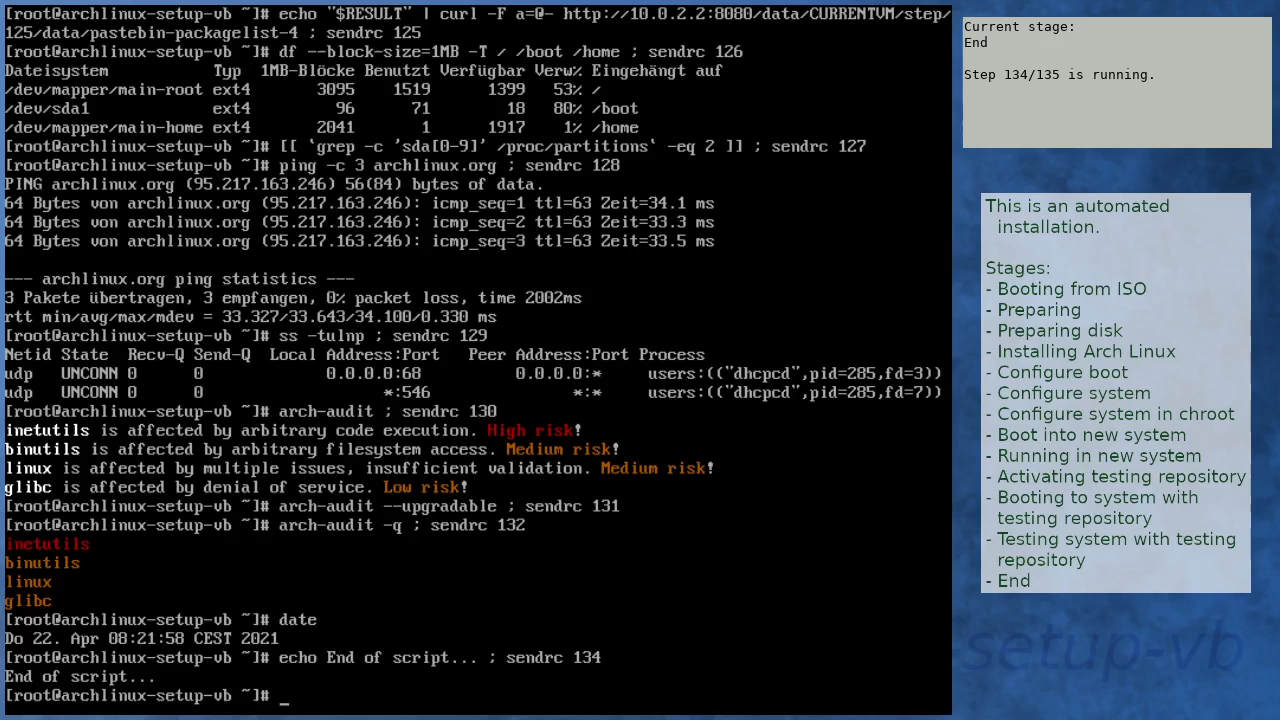 [root@archlinux-setup-vb ~]# echo "$RESULT" | curl -F a=@- http://10.0.2.2:8080/data/CURRENTVM/step/
125/data/pastebin-packagelist-4 ; sendrc 125
[root@archlinux-setup-vb ~]# df --block-size=1MB -T / /boot /home ; sendrc 126
Dateisystem           Typ  1MB-Blöcke Benutzt Verfügbar Verw% Eingehängt auf
/dev/mapper/main-root ext4       3095    1519      1399   53% /
/dev/sda1             ext4         96      71        18   80% /boot
/dev/mapper/main-home ext4       2041       1      1917    1% /home
[root@archlinux-setup-vb ~]# [[ `grep -c 'sda[0-9]' /proc/partitions` -eq 2 ]] ; sendrc 127
[root@archlinux-setup-vb ~]# ping -c 3 archlinux.org ; sendrc 128
PING archlinux.org (95.217.163.246) 56(84) bytes of data.
64 Bytes von archlinux.org (95.217.163.246): icmp_seq=1 ttl=63 Zeit=34.1 ms
64 Bytes von archlinux.org (95.217.163.246): icmp_seq=2 ttl=63 Zeit=33.3 ms
64 Bytes von archlinux.org (95.217.163.246): icmp_seq=3 ttl=63 Zeit=33.5 ms
--- archlinux.org ping statistics ---
3 Pakete übertragen, 3 empfangen, 0% packet loss, time 2002ms
rtt min/avg/max/mdev = 33.327/33.643/34.100/0.330 ms
[root@archlinux-setup-vb ~]# ss -tulnp ; sendrc 129
Netid State  Recv-Q Send-Q  Local Address:Port   Peer Address:Port Process
udp   UNCONN 0      0             0.0.0.0:68          0.0.0.0:*     users:(("dhcpcd",pid=285,fd=3))
udp   UNCONN 0      0                   *:546               *:*     users:(("dhcpcd",pid=285,fd=7))
[root@archlinux-setup-vb ~]# arch-audit ; sendrc 130
inetutils is affected by arbitrary code execution. High risk!
binutils is affected by arbitrary filesystem access. Medium risk!
linux is affected by multiple issues, insufficient validation. Medium risk!
glibc is affected by denial of service. Low risk!
[root@archlinux-setup-vb ~]# arch-audit --upgradable ; sendrc 131
[root@archlinux-setup-vb ~]# arch-audit -q ; sendrc 132
inetutils
binutils
linux
glibc
[root@archlinux-setup-vb ~]# date
Do 22. Apr 08:21:58 CEST 2021
[root@archlinux-setup-vb ~]# echo End of script... ; sendrc 134
End of script...
[root@archlinux-setup-vb ~]# _
Current stage:
End
Step 134/135 is running.
This is an automated
installation.
Stages:
- Booting from ISO
- Preparing
- Preparing disk
- Installing Arch Linux
- Configure boot
- Configure system
- Configure system in chroot
- Boot into new system
- Running in new system
- Activating testing repository
- Booting to system with
testing repository
- Testing system with testing
repository
- End
-setup-vb